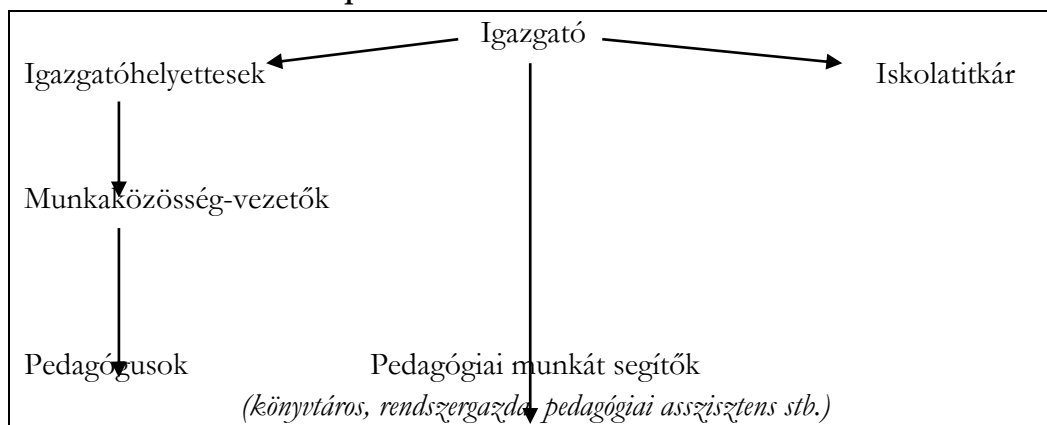 Igazgató
Igazgatóhelyettesek Iskolatitkár
Munkaközösség-vezetők
Pedagógusok Pedagógiai munkát segítők
(könyvtáros, rendszergazda, pedagógiai asszisztens stb.)